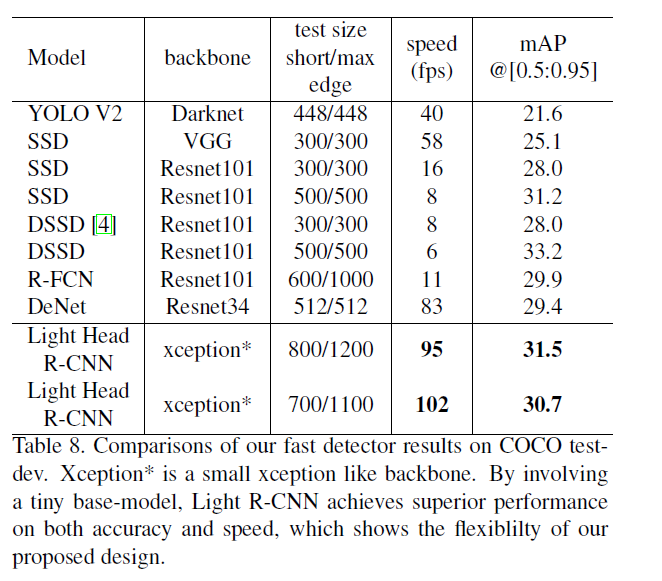 Model backbone test size short/max edge speed (fps) mAP @[0.5:0.95]
YOLO V2 Darknet 448/448 40 21.6
SSD VGG 300/300 58 25.1
SSD Resnet101 300/300 16 28.0
SSD Resnet101 500/500 8 31.2
DSSD [4] Resnet101 300/300 8 28.0
DSSD Resnet101 500/500 6 33.2
R-FCN Resnet101 600/1000 11 29.9
DeNet Resnet34 512/512 83 29.4
Light Head R-CNN xception* 800/1200 95 31.5
Light Head R-CNN xception* 700/1100 102 30.7
Table 8. Comparisons of our fast detector results on COCO test-
dev. Xception* is a small xception like backbone. By involving
a tiny base-model, Light R-CNN achieves superior performance
on both accuracy and speed, which shows the flexiblilty of our
proposed design.